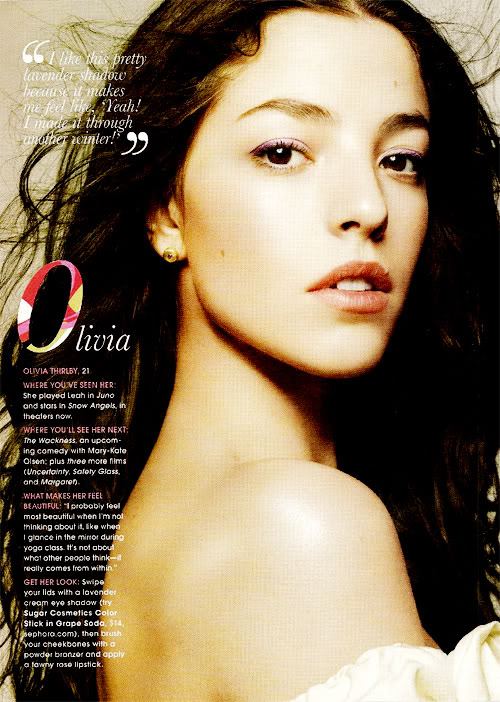 “I like this pretty
lavender shadow
because it makes
me feel like, ‘Yeah!
I made it through
another winter!’”
Olivia
OLIVIA THIRLBY, 21
WHERE YOU'VE SEEN HER:
She played Leah in Juno
and stars in Snow Angels, in
theaters now.
WHERE YOU'LL SEE HER NEXT:
The Wackness, an upcom-
ing comedy with Mary-Kate
Olsen; plus three more films
(Uncertainty, Safety Glass,
and Margaret).
WHAT MAKES HER FEEL
BEAUTIFUL: “I probably feel
most beautiful when I'm not
thinking about it, like when
I glance in the mirror during
yoga class. It's not about
what other people think—it
really comes from within.”
GET HER LOOK: Swipe
your lids with a lavender
cream eye shadow (try
Sugar Cosmetics Color
Stick in Grape Soda, $14,
sephora.com), then brush
your cheekbones with a
powder bronzer and apply
a tawny rose lipstick.